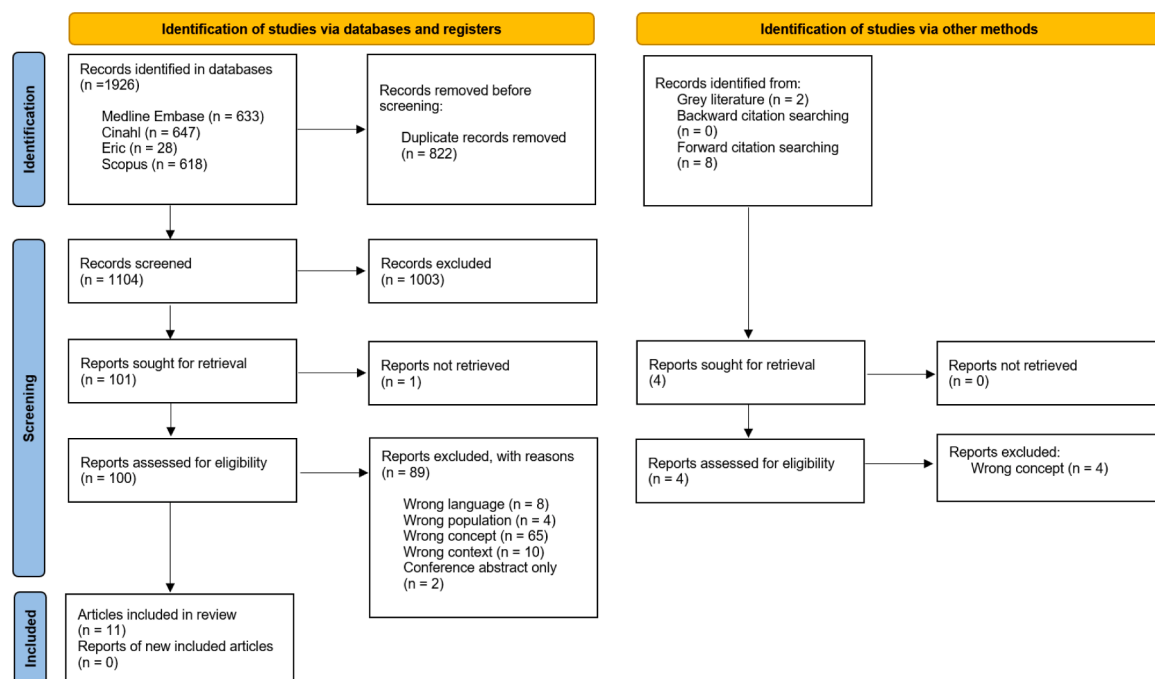 Identification of studies via databases and registers
Identification of studies via other methods
Identification
Records identified in databases
(n =1926)
Medline Embase (n = 633)
Cinahl (n = 647)
Eric (n = 28)
Scopus (n = 618)
Records removed before
screening:
Duplicate records removed
(n = 822)
Records identified from:
Grey literature (n = 2)
Backward citation searching
(n = 0)
Forward citation searching
(n = 8)
Screening
Records screened
(n = 1104)
Records excluded
(n = 1003)
Reports sought for retrieval
(n = 101)
Reports not retrieved
(n = 1)
Reports sought for retrieval
(4)
Reports not retrieved
(n = 0)
Reports assessed for eligibility
(n = 100)
Reports excluded, with reasons
(n = 89)
Wrong language (n = 8)
Wrong population (n = 4)
Wrong concept (n = 65)
Wrong context (n = 10)
Conference abstract only
(n = 2)
Reports assessed for eligibility
(n = 4)
Reports excluded:
Wrong concept (n = 4)
Included
Articles included in review
(n = 11)
Reports of new included articles
(n = 0)